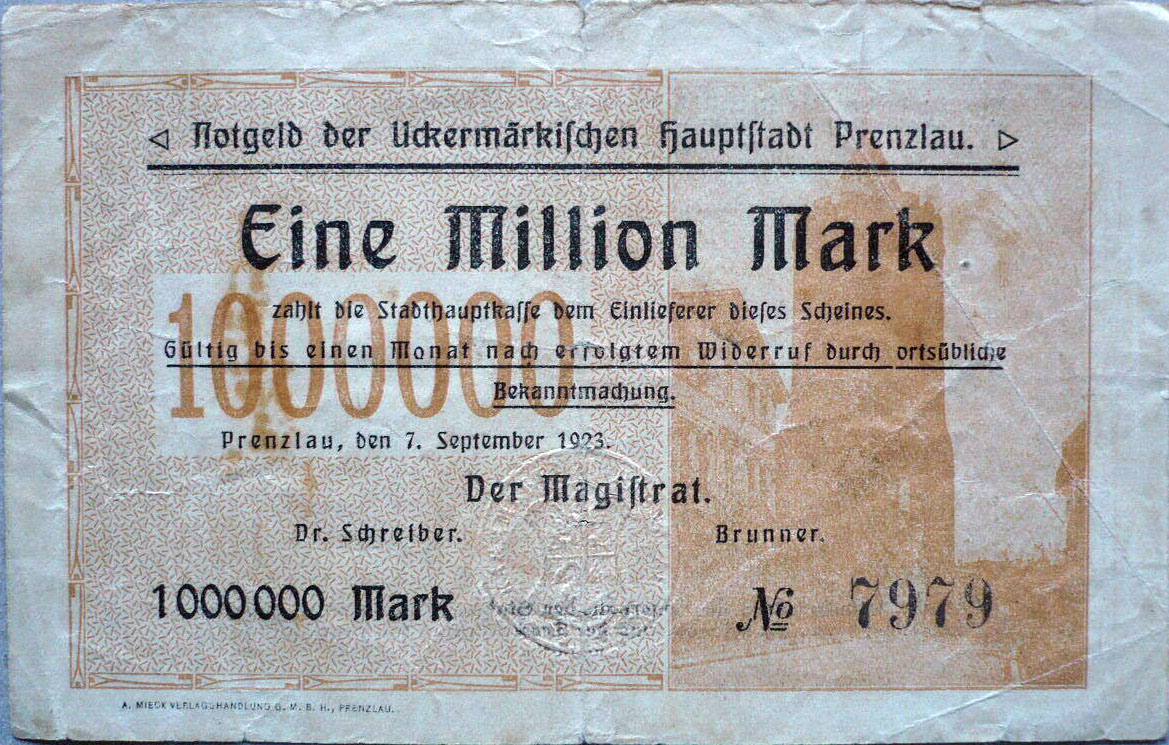 Notgeld der Uckermärkischen Hauptstadt Prenzlau.
Eine Million Mark
1000000
zahlt die Stadthauptkasse dem Einlieferer dieses Scheines.
Gültig bis einen Monat nach erfolgtem Widerruf durch ortsübliche
Bekanntmachung.
Prenzlau, den 7. September 1923.
Der Magistrat.
Dr. Schreiber. Brunner.
1000000 Mark № 7979
A. MIECK VERLAGSHANDLUNG G. M. B. H., PRENZLAU.